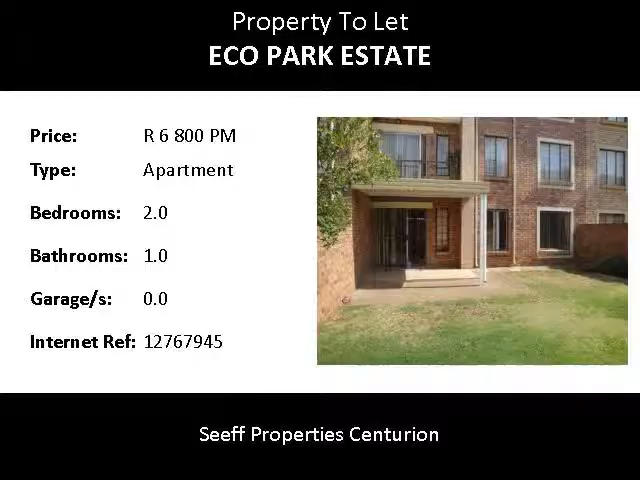 Property To Let
ECO PARK ESTATE
Price: R 6 800 PM
Type: Apartment
Bedrooms: 2.0
Bathrooms: 1.0
Garage/s: 0.0
Internet Ref: 12767945
Seeff Properties Centurion